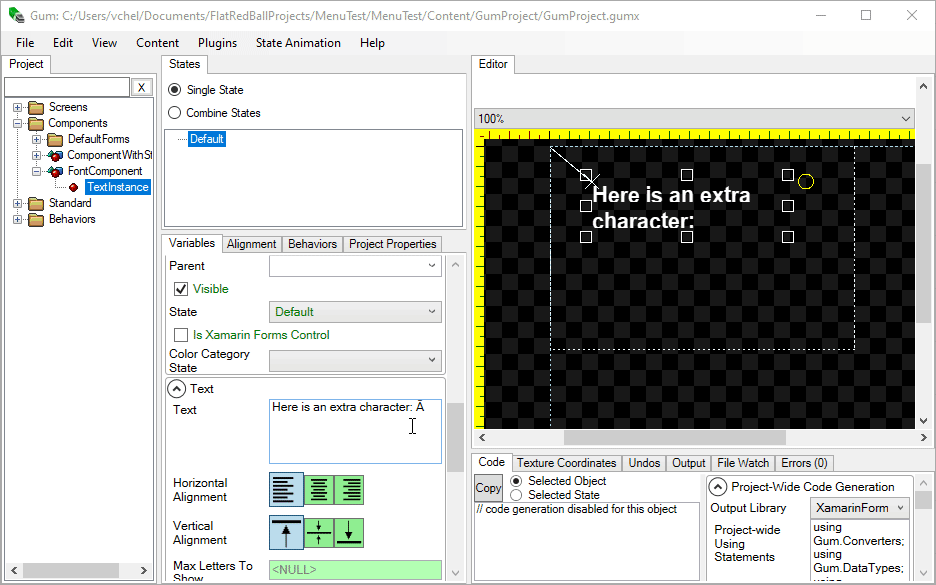 Gum: C:/Users/vchel/Documents/FlatRedBallProjects/MenuTest/MenuTest/Content/GumProject/GumProject.gumx
File Edit View Content Plugins State Animation Help
Project
X
Screens
Components
DefaultForms
ComponentWithSt
FontComponent
TextInstance
Standard
Behaviors
States
Single State
Combine States
Default
Variables Alignment Behaviors Project Properties
Parent
Visible
State Default
Is Xamarin Forms Control
Color Category
State
Text
Text Here is an extra character: Ā
Horizontal
Alignment
Vertical
Alignment
Max Letters To <NULL>
Show
Editor
100%
Here is an extra
character:
Code Texture Coordinates Undos Output File Watch Errors (0)
Copy
Selected Object
Selected State
// code generation disabled for this object
Project-Wide Code Generation
Output Library XamarinForm
Project-wide
Using
Statements
using
Gum.Converters;
using
Gum.DataTypes;